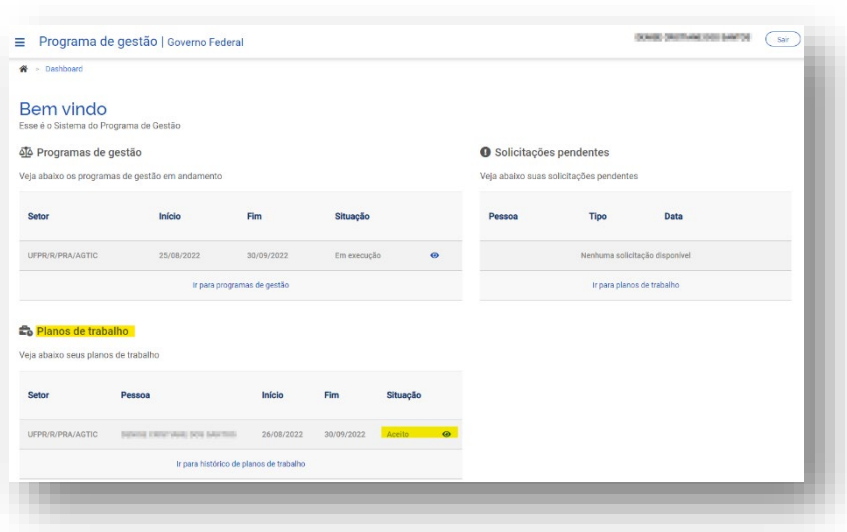 Programa de gestão | Governo Federal
Sair
Dashboard
Bem vindo
Esse é o Sistema do Programa de Gestão
Programas de gestão
Veja abaixo os programas de gestão em andamento
Setor Início Fim Situação
UFPR/R/PRA/AGTIC 25/08/2022 30/09/2022 Em execução
Ir para programas de gestão
Solicitações pendentes
Veja abaixo suas solicitações pendentes
Pessoa Tipo Data
Nenhuma solicitação disponível
Ir para planos de trabalho
Planos de trabalho
Veja abaixo seus planos de trabalho
Setor Pessoa Início Fim Situação
UFPR/R/PRA/AGTIC 26/08/2022 30/09/2022 Aceito
Ir para histórico de planos de trabalho